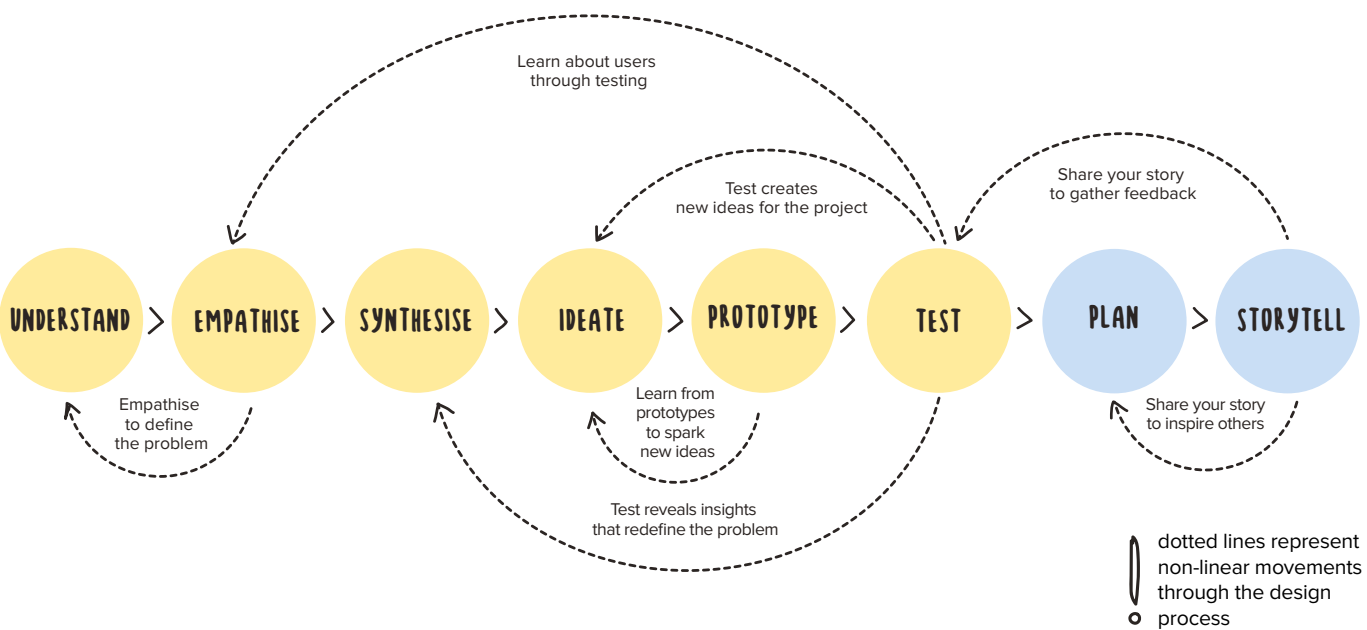 Learn about users
through testing
Test creates
new ideas for the project
Share your story
to gather feedback
UNDERSTAND
EMPATHISE
SYNTHESISE
IDEATE
PROTOTYPE
TEST
PLAN
STORYTELL
Empathise
to define
the problem
Learn from
prototypes
to spark
new ideas
Share your story
to inspire others
Test reveals insights
that redefine the problem
dotted lines represent
non-linear movements
through the design
process